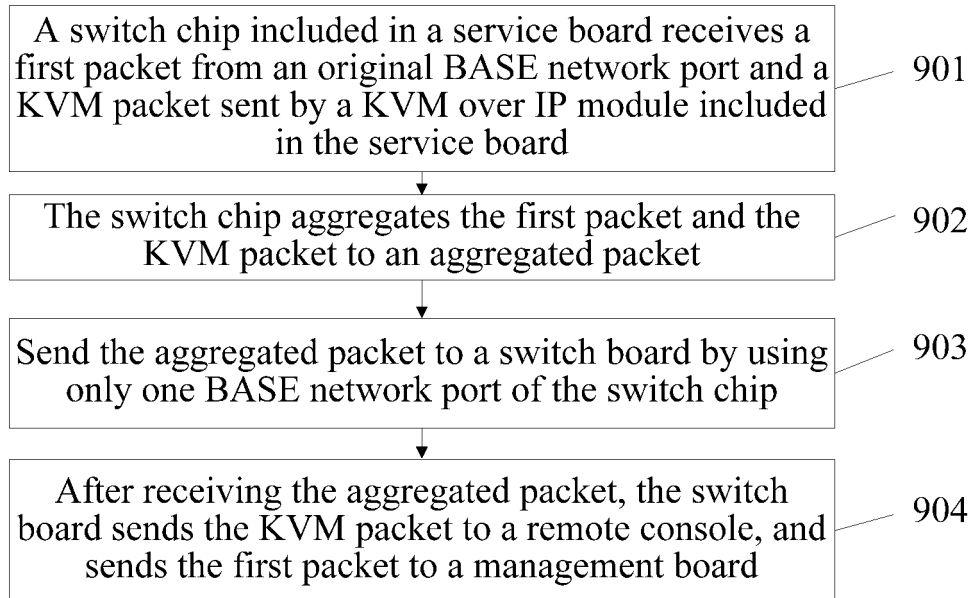 A switch chip included in a service board receives a
first packet from an original BASE network port and a
KVM packet sent by a KVM over IP module included
in the service board
901
The switch chip aggregates the first packet and the
KVM packet to an aggregated packet
902
Send the aggregated packet to a switch board by using
only one BASE network port of the switch chip
903
After receiving the aggregated packet, the switch
board sends the KVM packet to a remote console, and
sends the first packet to a management board
904